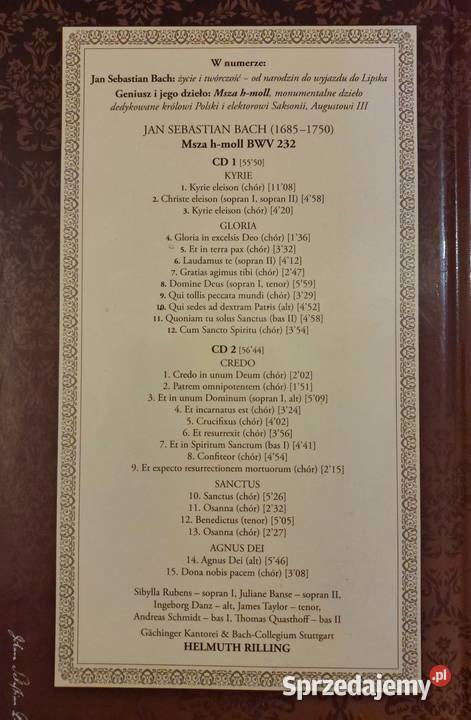 W numerze:
Jan Sebastian Bach: życie i twórczość – od narodzin do wyjazdu do Lipska
Geniusz i jego dzieło: Msza h-moll, monumentalne dzieło
dedykowane królowi Polski i elektorowi Saksonii, Augustowi III
JAN SEBASTIAN BACH (1685–1750)
Msza h-moll BWV 232
CD 1 [55'50]
KYRIE
1. Kyrie eleison (chór) [11'08]
2. Christe eleison (sopran I, sopran II) [4'58]
3. Kyrie eleison (chór) [4'20]
GLORIA
4. Gloria in excelsis Deo (chór) [1'36]
5. Et in terra pax (chór) [3'32]
6. Laudamus te (sopran II) [4'12]
7. Gratias agimus tibi (chór) [2'47]
8. Domine Deus (sopran I, tenor) [5'59]
9. Qui tollis peccata mundi (chór) [3'29]
10. Qui sedes ad dextram Patris (alt) [4'52]
11. Quoniam tu solus Sanctus (bas II) [4'58]
12. Cum Sancto Spiritu (chór) [3'54]
CD 2 [56'44]
CREDO
1. Credo in unum Deum (chór) [2'02]
2. Patrem omnipotentem (chór) [1'51]
3. Et in unum Dominum (sopran I, alt) [5'09]
4. Et incarnatus est (chór) [3'24]
5. Crucifixus (chór) [4'02]
6. Et resurrexit (chór) [3'56]
7. Et in Spiritum Sanctum (bas I) [4'41]
8. Confiteor (chór) [4'54]
9. Et expecto resurrectionem mortuorum (chór) [2'15]
SANCTUS
10. Sanctus (chór) [5'26]
11. Osanna (chór) [2'32]
12. Benedictus (tenor) [5'05]
13. Osanna (chór) [2'27]
AGNUS DEI
14. Agnus Dei (alt) [5'46]
15. Dona nobis pacem (chór) [3'08]
Sibylla Rubens – sopran I, Juliane Banse – sopran II,
Ingeborg Danz – alt, James Taylor – tenor,
Andreas Schmidt – bas I, Thomas Quasthoff – bas II
Gächinger Kantorei & Bach-Collegium Stuttgart
HELMUTH RILLING
Sprzedajemy.pl